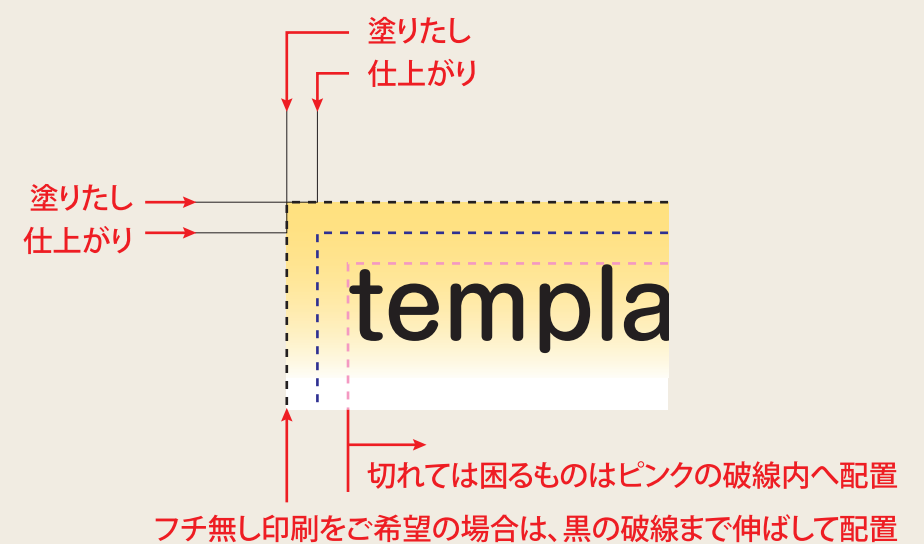 塗りたし
仕上がり
塗りたし
仕上がり
templa
切れては困るものはピンクの破線内へ配置
フチ無し印刷をご希望の場合は、黒の破線まで伸ばして配置